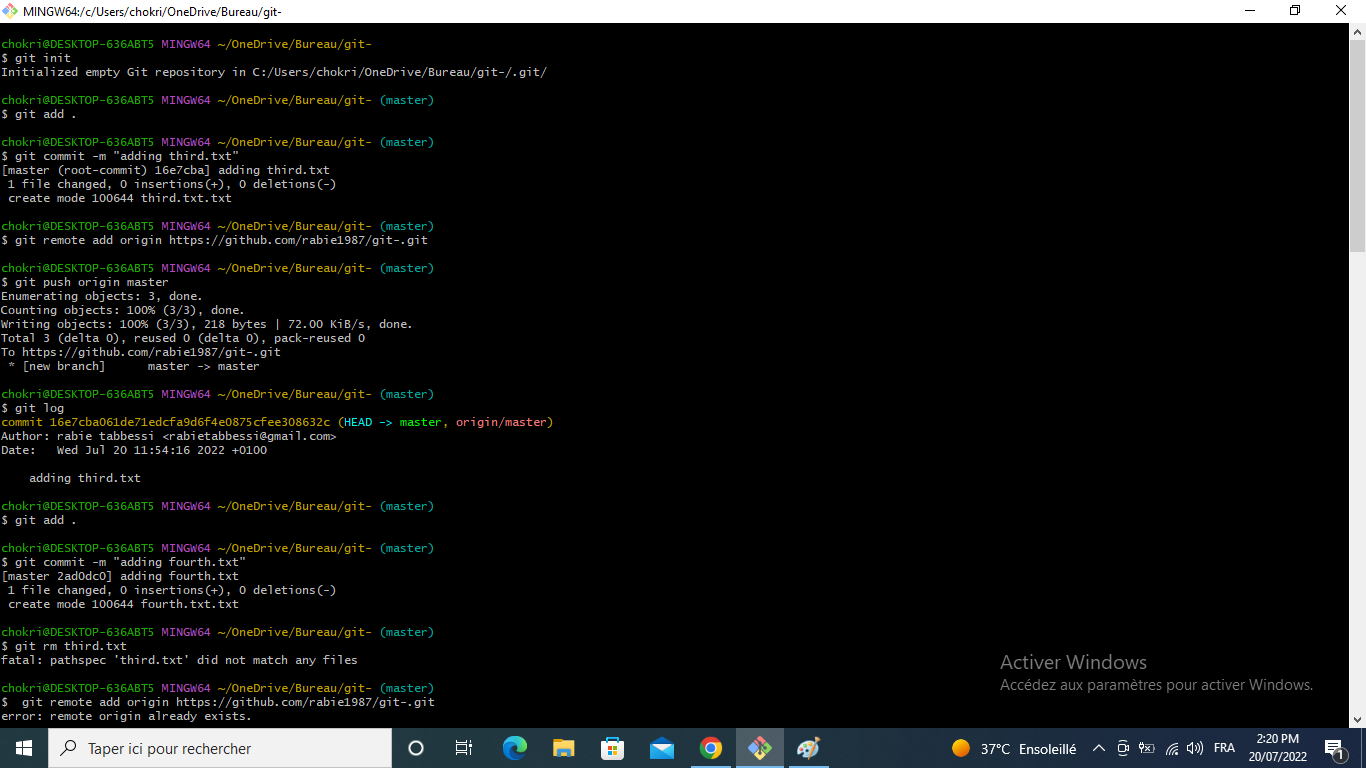 MINGW64:/c/Users/chokri/OneDrive/Bureau/git-
chokri@DESKTOP-636ABT5 MINGW64 ~/OneDrive/Bureau/git-
$ git init
Initialized empty Git repository in C:/Users/chokri/OneDrive/Bureau/git-/.git/
chokri@DESKTOP-636ABT5 MINGW64 ~/OneDrive/Bureau/git- (master)
$ git add .
chokri@DESKTOP-636ABT5 MINGW64 ~/OneDrive/Bureau/git- (master)
$ git commit -m "adding third.txt"
[master (root-commit) 16e7cba] adding third.txt
 1 file changed, 0 insertions(+), 0 deletions(-)
 create mode 100644 third.txt.txt
chokri@DESKTOP-636ABT5 MINGW64 ~/OneDrive/Bureau/git- (master)
$ git remote add origin https://github.com/rabie1987/git-.git
chokri@DESKTOP-636ABT5 MINGW64 ~/OneDrive/Bureau/git- (master)
$ git push origin master
Enumerating objects: 3, done.
Counting objects: 100% (3/3), done.
Writing objects: 100% (3/3), 218 bytes | 72.00 KiB/s, done.
Total 3 (delta 0), reused 0 (delta 0), pack-reused 0
To https://github.com/rabie1987/git-.git
 * [new branch]      master -> master
chokri@DESKTOP-636ABT5 MINGW64 ~/OneDrive/Bureau/git- (master)
$ git log
commit 16e7cba061de71edcfa9d6f4e0875cfee308632c (HEAD -> master, origin/master)
Author: rabie tabbessi <rabietabbessi@gmail.com>
Date:   Wed Jul 20 11:54:16 2022 +0100
    adding third.txt
chokri@DESKTOP-636ABT5 MINGW64 ~/OneDrive/Bureau/git- (master)
$ git add .
chokri@DESKTOP-636ABT5 MINGW64 ~/OneDrive/Bureau/git- (master)
$ git commit -m "adding fourth.txt"
[master 2ad0dc0] adding fourth.txt
 1 file changed, 0 insertions(+), 0 deletions(-)
 create mode 100644 fourth.txt.txt
chokri@DESKTOP-636ABT5 MINGW64 ~/OneDrive/Bureau/git- (master)
$ git rm third.txt
fatal: pathspec 'third.txt' did not match any files
chokri@DESKTOP-636ABT5 MINGW64 ~/OneDrive/Bureau/git- (master)
$  git remote add origin https://github.com/rabie1987/git-.git
error: remote origin already exists.
Activer Windows
Accédez aux paramètres pour activer Windows.
Taper ici pour rechercher
37°C Ensoleillé
FRA
2:20 PM
20/07/2022
1